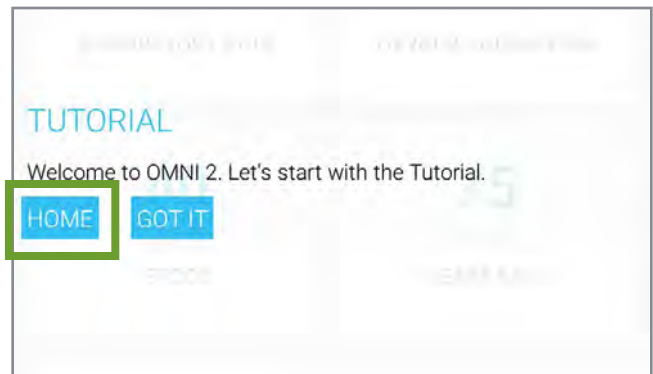 TUTORIAL
Welcome to OMNI 2. Let's start with the Tutorial.
HOME GOT IT